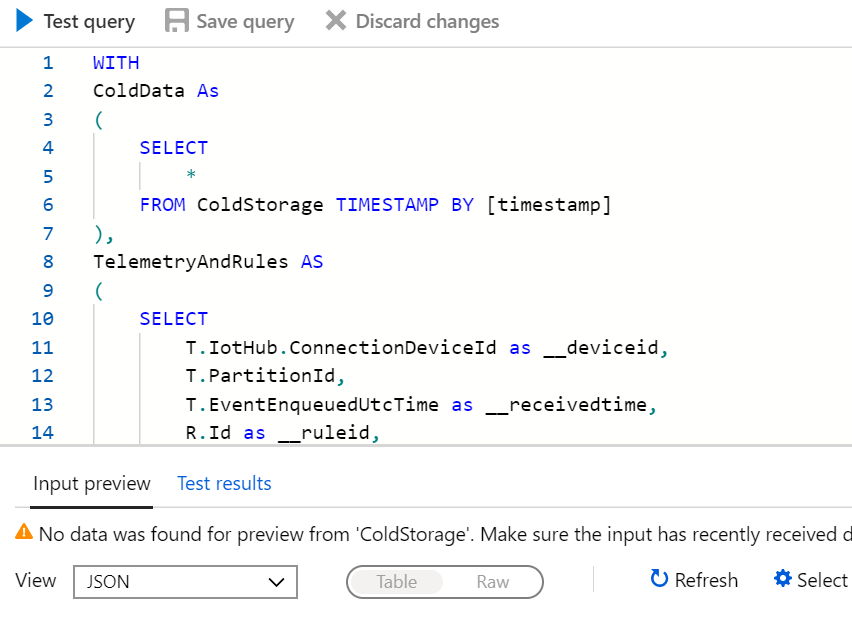 Test query Save query Discard changes
1 WITH
2 ColdData As
3 (
4 SELECT
5 *
6 FROM ColdStorage TIMESTAMP BY [timestamp]
7 ),
8 TelemetryAndRules AS
9 (
10 SELECT
11 T.IotHub.ConnectionDeviceId as __deviceid,
12 T.PartitionId,
13 T.EventEnqueuedUtcTime as __receivedtime,
14 R.Id as __ruleid,
Input preview Test results
No data was found for preview from 'ColdStorage'. Make sure the input has recently received d
View JSON Table Raw Refresh Select